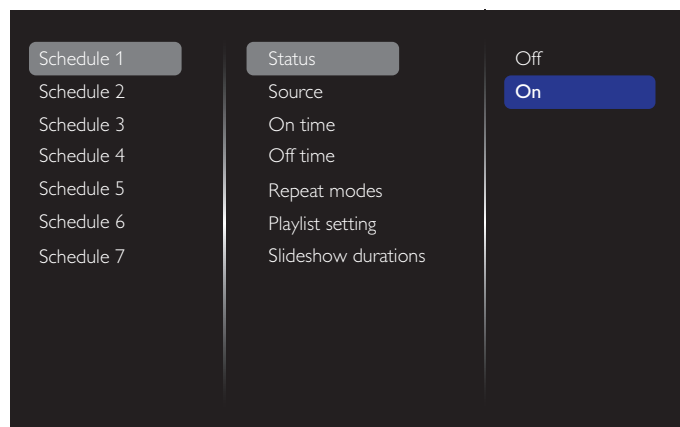 Schedule 1
Schedule 2
Schedule 3
Schedule 4
Schedule 5
Schedule 6
Schedule 7
Status
Source
On time
Off time
Repeat modes
Playlist setting
Slideshow durations
Off
On